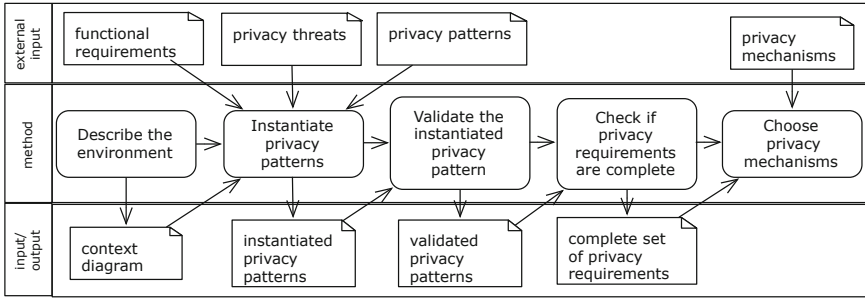 external
input
functional
requirements
privacy threats
privacy patterns
privacy
mechanisms
method
Describe the
environment
Instantiate
privacy
patterns
Validate the
instantiated
privacy
pattern
Check if
privacy
requirements
are complete
Choose
privacy
mechanisms
input/
output
context
diagram
instantiated
privacy
patterns
validated
privacy
patterns
complete set
of privacy
requirements